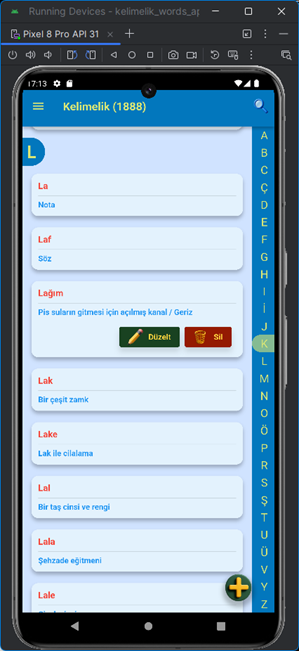 Running Devices - kelimelik_words_ap
Pixel 8 Pro API 31
17:13
Kelimelik (1888)
L
La
Nota
Laf
Söz
Lağım
Pis suların gitmesi için açılmış kanal / Geriz
Düzelt
Sil
Lak
Bir çeşit zamk
Lake
Lak ile cilalama
Lal
Bir taş cinsi ve rengi
Lala
Şehzade eğitmeni
Lale
A
B
C
Ç
D
E
F
G
H
I
İ
J
K
L
M
N
O
Ö
P
R
S
Ş
T
U
Ü
V
Y
Z